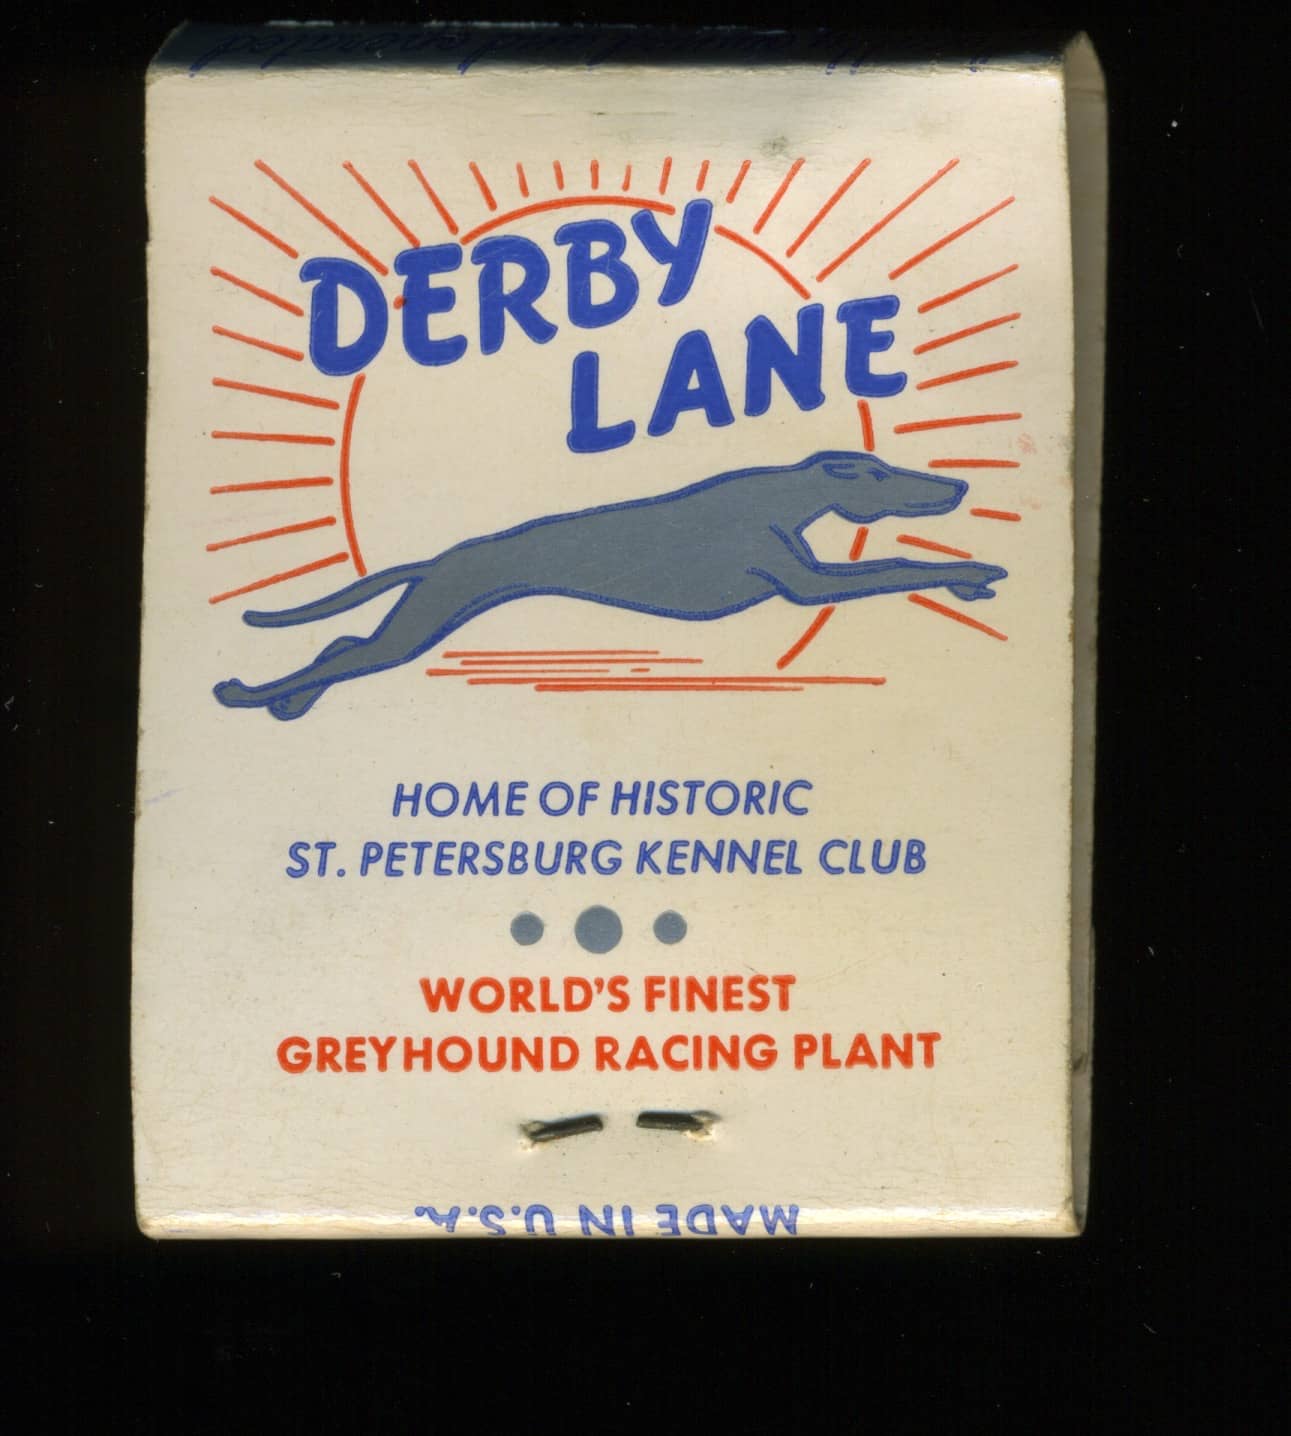 DERBY
LANE
HOME OF HISTORIC
ST. PETERSBURG KENNEL CLUB
WORLD'S FINEST
GREYHOUND RACING PLANT
MADE IN U.S.A.